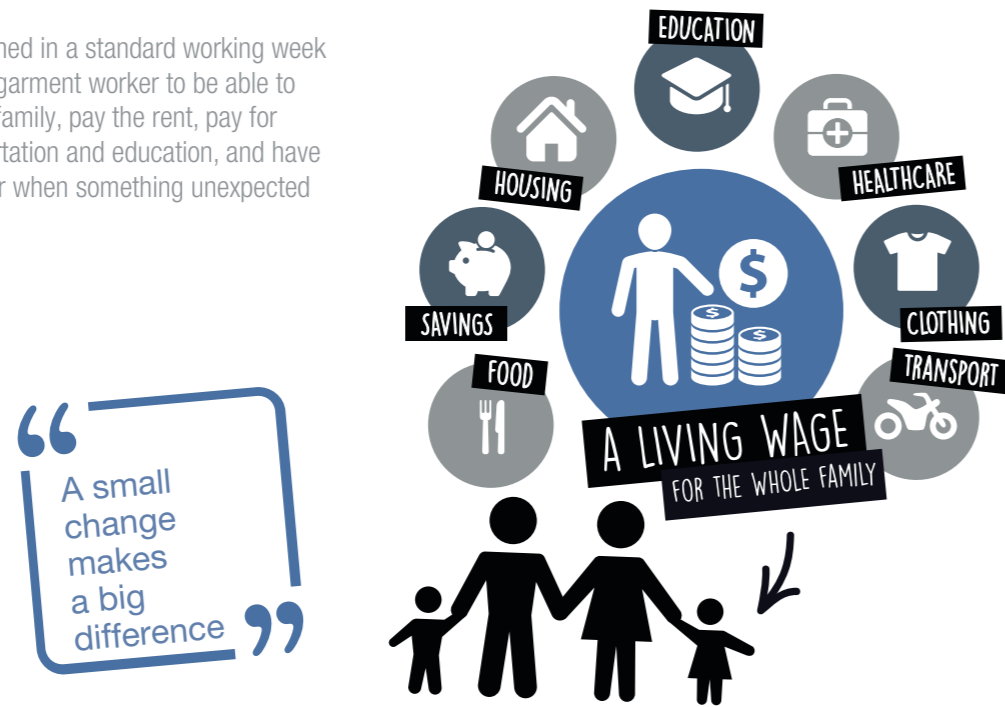 garment worker to be able to
family, pay the rent, pay for
and education, and have
when something unexpected
in a standard working week
EDUCATION
HOUSING
HEALTHCARE
SAVINGS
CLOTHING
FOOD
TRANSPORT
A LIVING WAGE
FOR THE WHOLE FAMILY
$
$
$
“
A small
change
makes
a big
difference
”